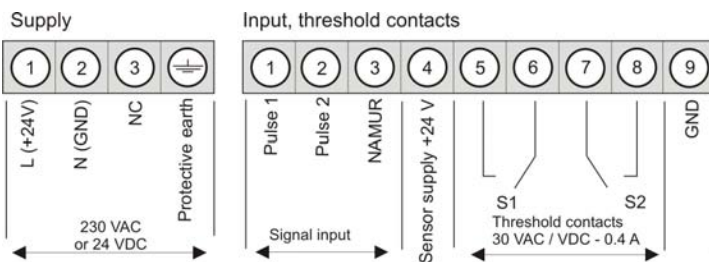 Supply
1 2 3
L (+24V)
N (GND)
NC
Protective earth
230 VAC
or 24 VDC
Input, threshold contacts
1 2 3 4 5 6 7 8 9
Pulse 1
Pulse 2
NAMUR
Sensor supply +24 V
GND
S1
S2
Signal input
Threshold contacts
30 VAC / VDC - 0.4 A